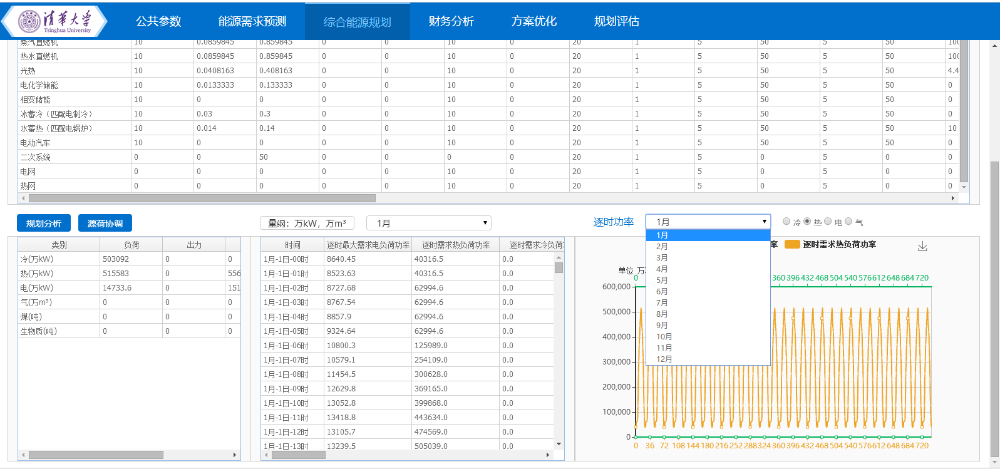 清华大学
Tsinghua University
公共参数 能源需求预测 综合能源规划 财务分析 方案优化 规划评估
蒸汽直燃机 10 0.0859845 0.859845 0 0 10 0 20 1 5 50 5 50 100
热水直燃机 10 0.0859845 0.859845 0 0 10 0 20 1 5 50 5 50 100
光热 10 0.0408163 0.408163 0 0 10 0 20 1 5 50 5 50 4.4
电化学储能 10 0.0133333 0.133333 0 0 10 0 20 1 5 50 5 50 0
相变储能 10 0 0 0 0 10 0 20 1 5 50 5 50 0
冰蓄冷（匹配电制冷） 10 0.03 0.3 0 0 10 0 20 1 5 50 5 50 0
水蓄热（匹配电锅炉） 10 0.014 0.14 0 0 10 0 20 1 5 50 5 50 10
电动汽车 10 0 0 0 0 10 0 20 1 5 50 5 50 0
二次系统 0 0 50 0 0 0 0 20 1 5 0 5 0 0
电网 0 0 0 0 0 10 0 20 1 5 0 5 0 0
热网 0 0 0 0 0 10 0 20 1 5 0 5 0 0
规划分析 源荷协调 量纲：万kW，万m³ 1月 逐时功率 1月 冷 热 电 气
类别 负荷 出力
冷(万kW) 503092 0 0
热(万kW) 515583 0 556
电(万kW) 14733.6 0 151
气(万m³) 0 0 0
煤(吨) 0 0 0
生物质(吨) 0 0 0
时间 逐时最大需求电负荷功率 逐时需求热负荷功率 逐时需求冷负荷
1月-1日-00时 8640.45 40316.5 0.0
1月-1日-01时 8523.63 40316.5 0.0
1月-1日-02时 8727.68 62994.6 0.0
1月-1日-03时 8767.54 62994.6 0.0
1月-1日-04时 8857.9 62994.6 0.0
1月-1日-05时 9324.64 62994.6 0.0
1月-1日-06时 10800.3 125989.0 0.0
1月-1日-07时 10579.1 254109.0 0.0
1月-1日-08时 11454.5 300628.0 0.0
1月-1日-09时 12629.8 369165.0 0.0
1月-1日-10时 13052.8 399868.0 0.0
1月-1日-11时 13418.8 443634.0 0.0
1月-1日-12时 13105.7 474569.0 0.0
1月-1日-13时 13239.5 505039.0 0.0
1月
2月
3月
4月
5月
6月
7月
8月
9月
10月
11月
12月
率 逐时需求热负荷功率
单位 万
0 360 396 432 468 504 540 576 612 648 684 720
600,000
500,000
400,000
300,000
200,000
100,000
0
0 36 72 108 144 180 216 252 288 324 360 396 432 468 504 540 576 612 648 684 720